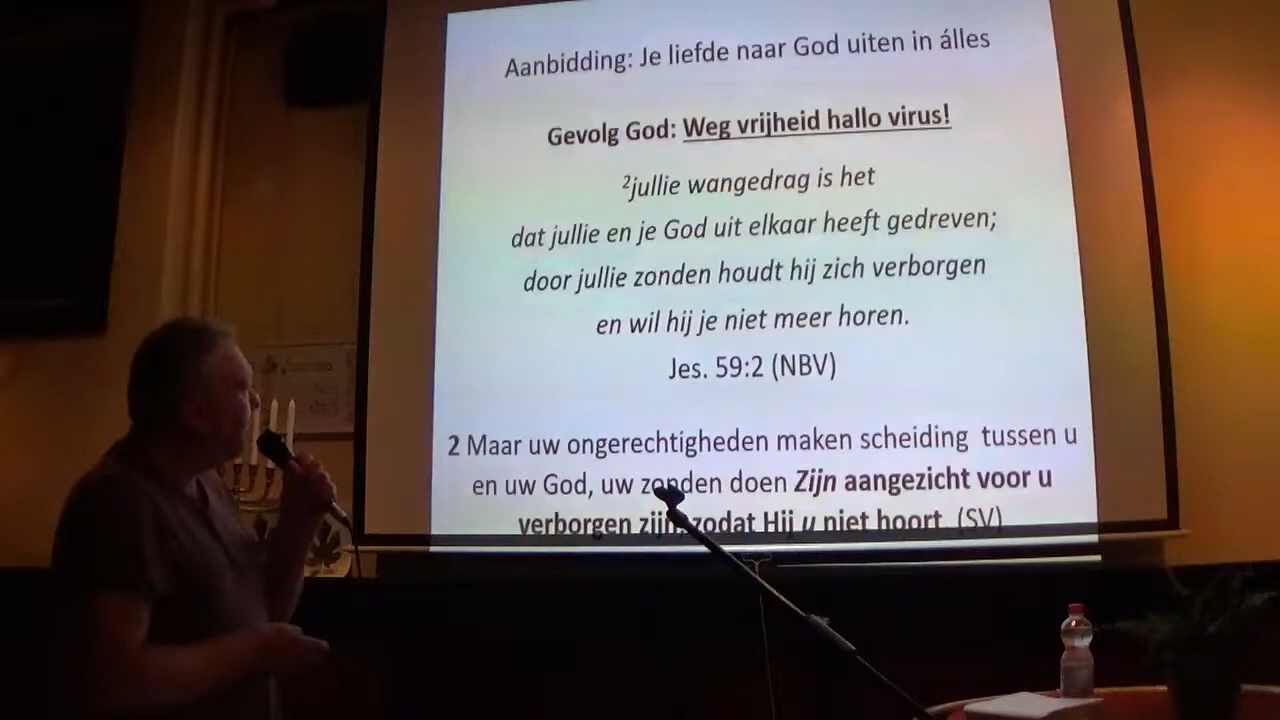 Aanbidding: Je liefde naar God uiten in álles
Gevolg God: Weg vrijheid hallo virus!
²jullie wangedrag is het
dat jullie en je God uit elkaar heeft gedreven;
door jullie zonden houdt hij zich verborgen
en wil hij je niet meer horen.
Jes. 59:2 (NBV)
2 Maar uw ongerechtigheden maken scheiding tussen u
en uw God, uw zonden doen Zijn aangezicht voor u
verborgen zijn, zodat Hij u niet hoort (SV)